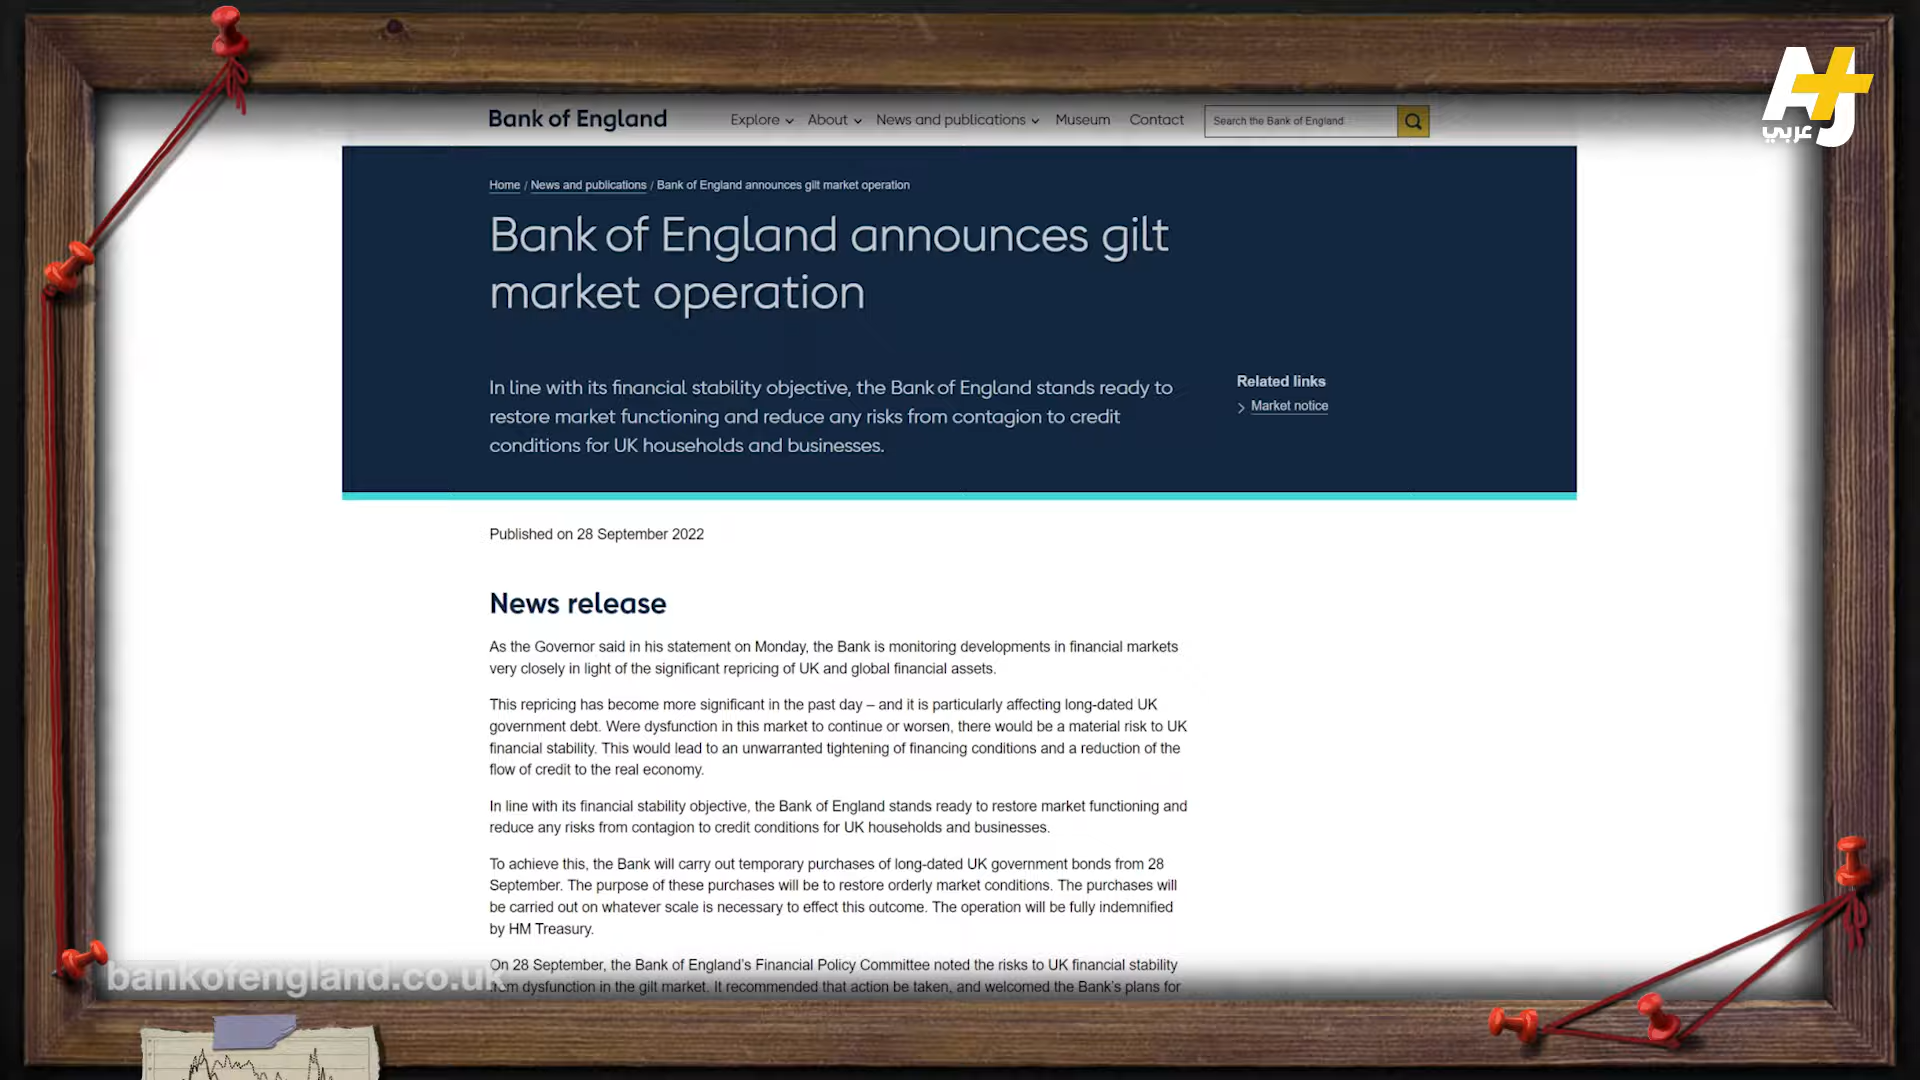 AJ+
عربي
Bank of England
Explore
About
News and publications
Museum
Contact
Search the Bank of England
Home / News and publications / Bank of England announces gilt market operation
Bank of England announces gilt
market operation
In line with its financial stability objective, the Bank of England stands ready to
restore market functioning and reduce any risks from contagion to credit
conditions for UK households and businesses.
Related links
Market notice
Published on 28 September 2022
News release
As the Governor said in his statement on Monday, the Bank is monitoring developments in financial markets
very closely in light of the significant repricing of UK and global financial assets.
This repricing has become more significant in the past day – and it is particularly affecting long-dated UK
government debt. Were dysfunction in this market to continue or worsen, there would be a material risk to UK
financial stability. This would lead to an unwarranted tightening of financing conditions and a reduction of the
flow of credit to the real economy.
In line with its financial stability objective, the Bank of England stands ready to restore market functioning and
reduce any risks from contagion to credit conditions for UK households and businesses.
To achieve this, the Bank will carry out temporary purchases of long-dated UK government bonds from 28
September. The purpose of these purchases will be to restore orderly market conditions. The purchases will
be carried out on whatever scale is necessary to effect this outcome. The operation will be fully indemnified
by HM Treasury.
On 28 September, the Bank of England's Financial Policy Committee noted the risks to UK financial stability
from dysfunction in the gilt market. It recommended that action be taken, and welcomed the Bank's plans for
bankofengland.co.uk